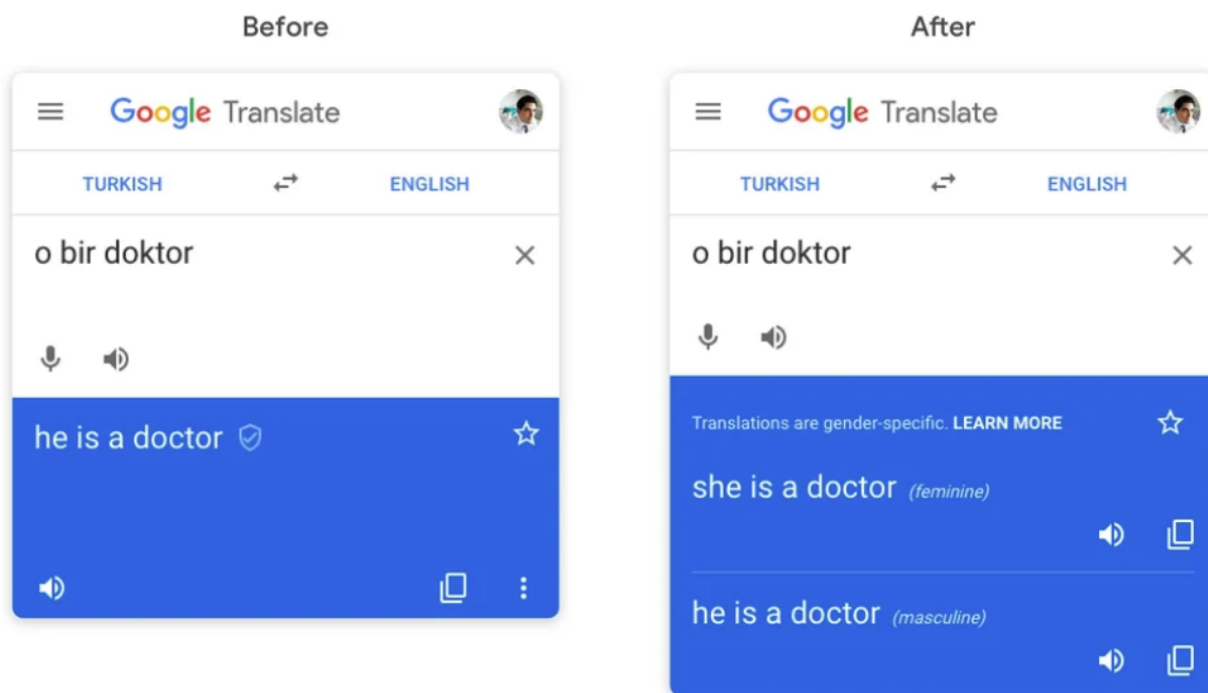 Before
Google Translate
TURKISH ENGLISH
o bir doktor
he is a doctor
After
Google Translate
TURKISH ENGLISH
o bir doktor
Translations are gender-specific. LEARN MORE
she is a doctor (feminine)
he is a doctor (masculine)